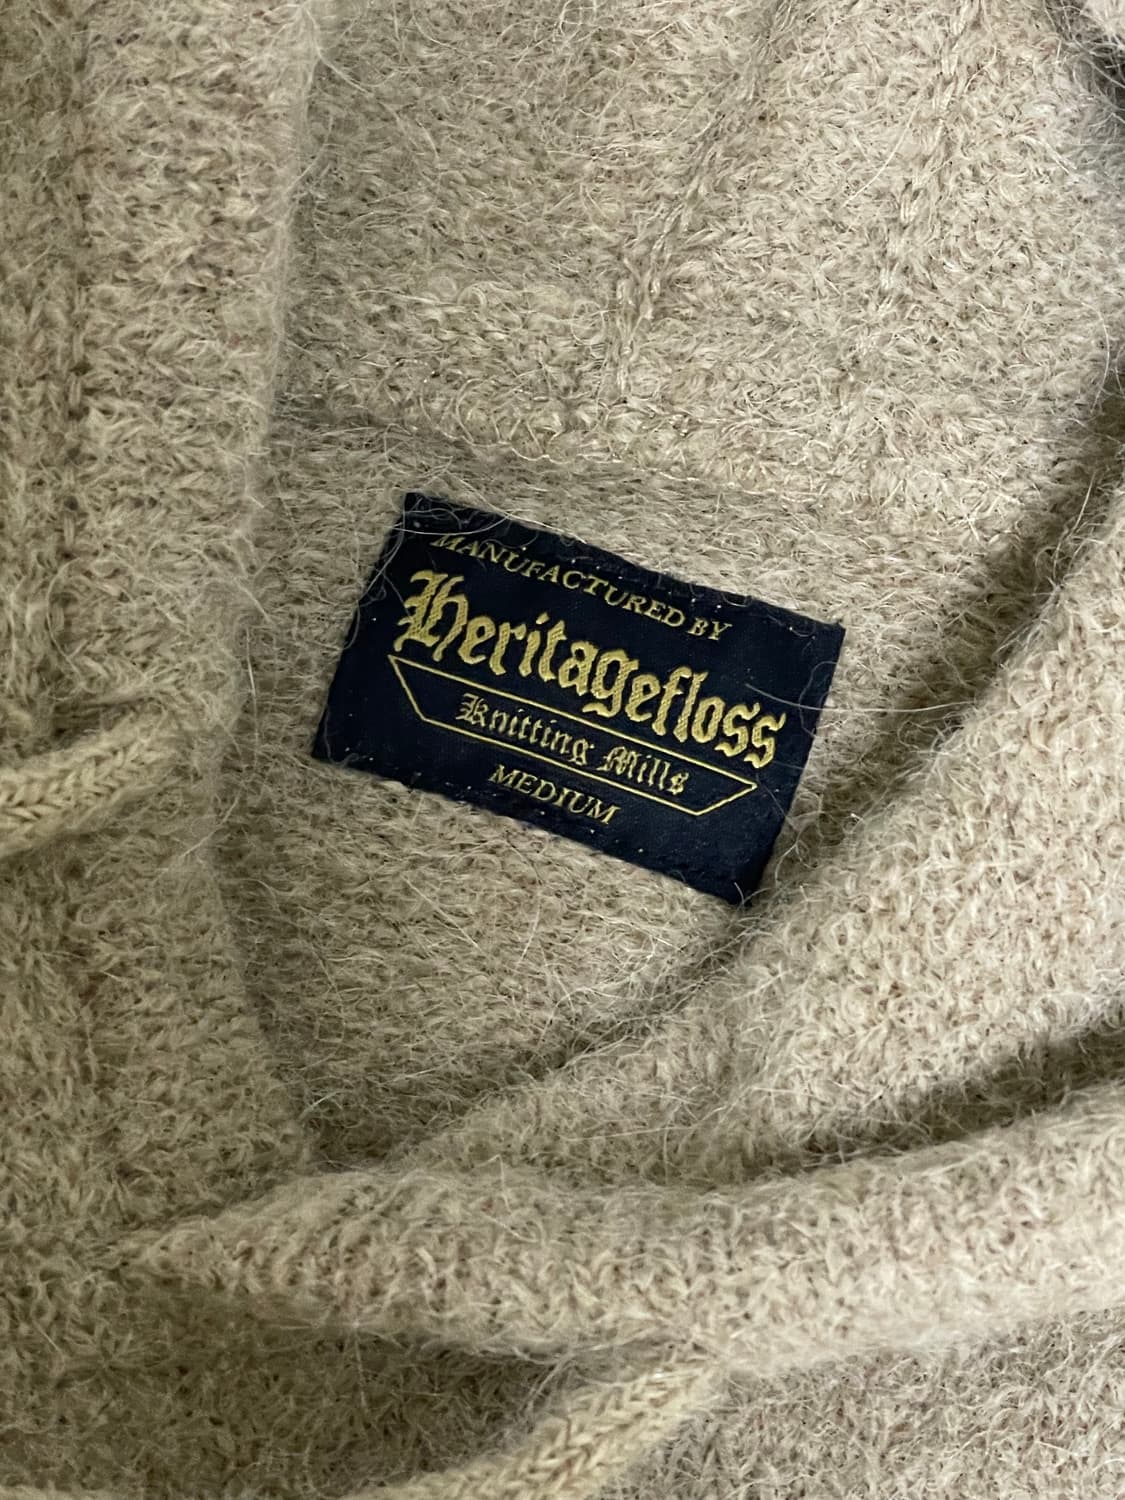 MANUFACTURED BY
Heritagefloss
Knitting Mills
MEDIUM